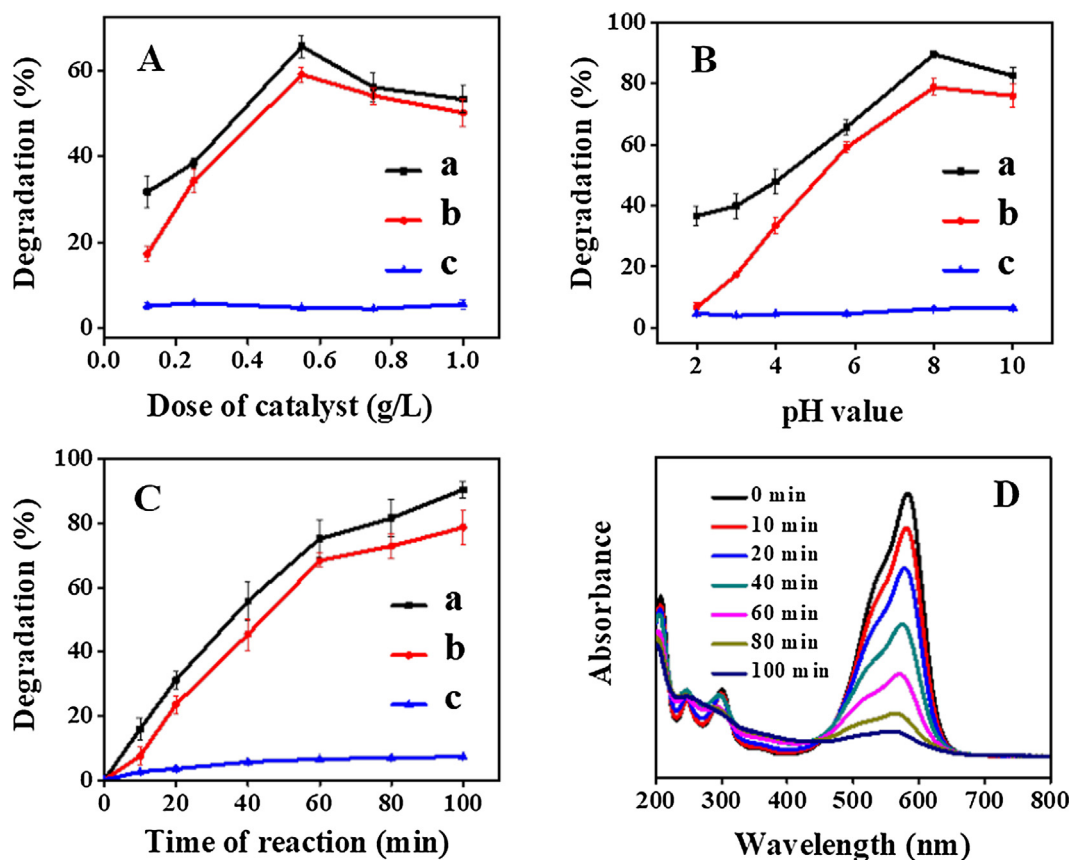 A
Degradation (%)
60
40
20
0
a
b
c
0.0 0.2 0.4 0.6 0.8 1.0
Dose of catalyst (g/L)
B
Degradation (%)
100
80
60
40
20
0
a
b
c
2 4 6 8 10
pH value
C
Degradation (%)
100
80
60
40
20
0
a
b
c
0 20 40 60 80 100
Time of reaction (min)
D
Absorbance
0 min
10 min
20 min
40 min
60 min
80 min
100 min
200 300 400 500 600 700 800
Wavelength (nm)